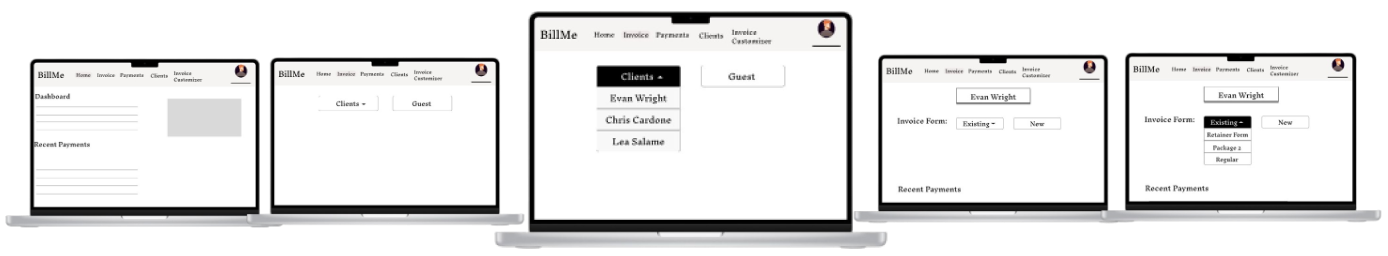 BillMe Home Invoice Payments Clients Invoice Customizer
Dashboard
Recent Payments
BillMe Home Invoice Payments Clients Invoice Customizer
Clients Guest
BillMe Home Invoice Payments Clients Invoice Customizer
Clients Guest
Evan Wright
Chris Cardone
Lea Salame
BillMe Home Invoice Payments Clients Invoice Customizer
Evan Wright
Invoice Form: Existing New
Recent Payments
BillMe Home Invoice Payments Clients Invoice Customizer
Evan Wright
Invoice Form: Existing New
Retainer Form
Package 2
Regular
Recent Payments